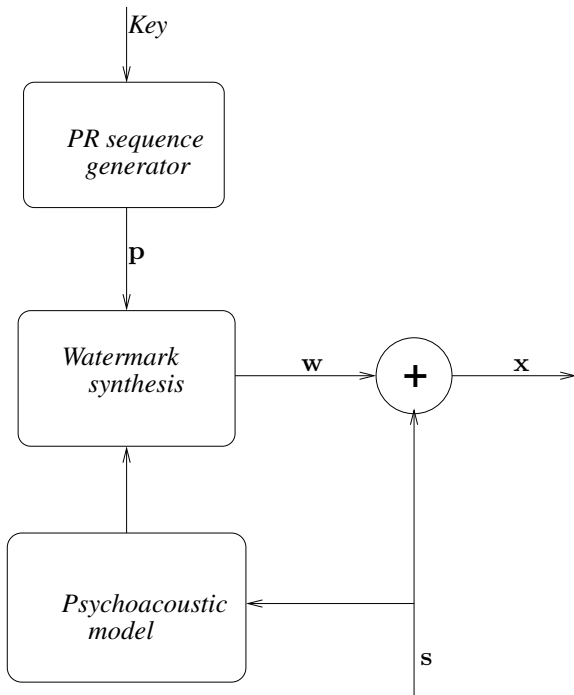 Key
PR sequence
generator
p
Watermark
synthesis
w
+
x
Psychoacoustic
model
s